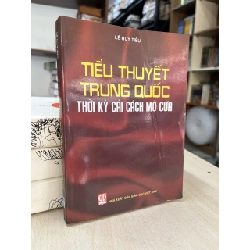 LÊ HUY TIÊU
TIỂU THUYẾT
TRUNG QUỐC
THỜI KỲ CẢI CÁCH MỞ CỬA